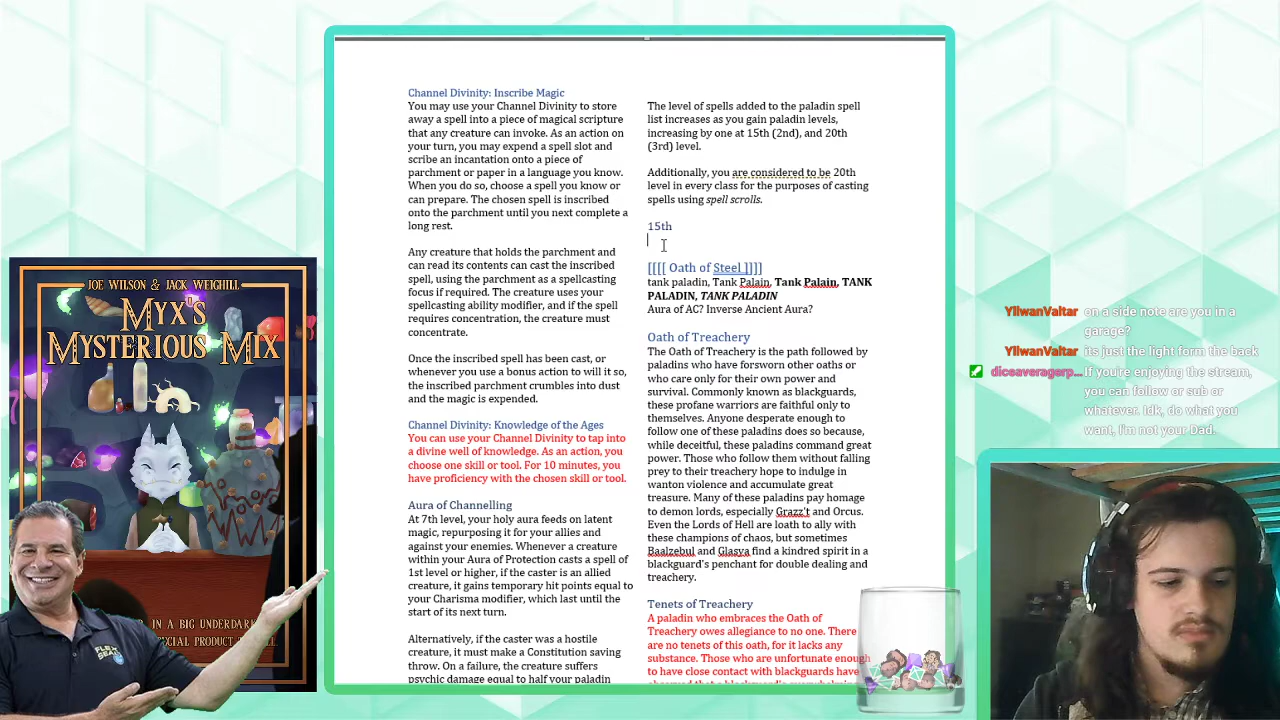 JOE WILSON & JACK WEIGHILL
MYX'S
MYSTERIOUS MIX
Channel Divinity: Inscribe Magic
You may use your Channel Divinity to store
away a spell into a piece of magical scripture
that any creature can invoke. As an action on
your turn, you may expend a spell slot and
scribe an incantation onto a piece of
parchment or paper in a language you know.
When you do so, choose a spell you know or
can prepare. The chosen spell is inscribed
onto the parchment until you next complete a
long rest.
Any creature that holds the parchment and
can read its contents can cast the inscribed
spell, using the parchment as a spellcasting
focus if required. The creature uses your
spellcasting ability modifier, and if the spell
requires concentration, the creature must
concentrate.
Once the inscribed spell has been cast, or
whenever you use a bonus action to will it so,
the inscribed parchment crumbles into dust
and the magic is expended.
Channel Divinity: Knowledge of the Ages
You can use your Channel Divinity to tap into
a divine well of knowledge. As an action, you
choose one skill or tool. For 10 minutes, you
have proficiency with the chosen skill or tool.
Aura of Channelling
At 7th level, your holy aura feeds on latent
magic, repurposing it for your allies and
against your enemies. Whenever a creature
within your Aura of Protection casts a spell of
1st level or higher, if the caster is an allied
creature, it gains temporary hit points equal to
your Charisma modifier, which last until the
start of its next turn.
Alternatively, if the caster was a hostile
creature, it must make a Constitution saving
throw. On a failure, the creature suffers
psychic damage equal to half your paladin
The level of spells added to the paladin spell
list increases as you gain paladin levels,
increasing by one at 15th (2nd), and 20th
(3rd) level.
Additionally, you are considered to be 20th
level in every class for the purposes of casting
spells using spell scrolls.
15th
[[[[ Oath of Steel ]]]]
tank paladin, Tank Palain, Tank Palain, TANK
PALADIN, TANK PALADIN
Aura of AC? Inverse Ancient Aura?
Oath of Treachery
The Oath of Treachery is the path followed by
paladins who have forsworn other oaths or
who care only for their own power and
survival. Commonly known as blackguards,
these profane warriors are faithful only to
themselves. Anyone desperate enough to
follow one of these paladins does so because,
while deceitful, these paladins command great
power. Those who follow them without falling
prey to their treachery hope to indulge in
wanton violence and accumulate great
treasure. Many of these paladins pay homage
to demon lords, especially Grazz't and Orcus.
Even the Lords of Hell are loath to ally with
these champions of chaos, but sometimes
Baalzebul and Glasya find a kindred spirit in a
blackguard's penchant for double dealing and
treachery.
Tenets of Treachery
A paladin who embraces the Oath of
Treachery owes allegiance to no one. There
are no tenets of this oath, for it lacks any
substance. Those who are unfortunate enough
to have close contact with blackguards have
YllwanValtar on a side note are you in a
garage?
YllwanValtar its just the light form the back
diceaveragerp... If you're enjoying the stream,
you can follow or sub or
whatever. Idk, do what you
want, I'm not your Dad.
IN A BIG UNDERDARK
FLEX
SEAL